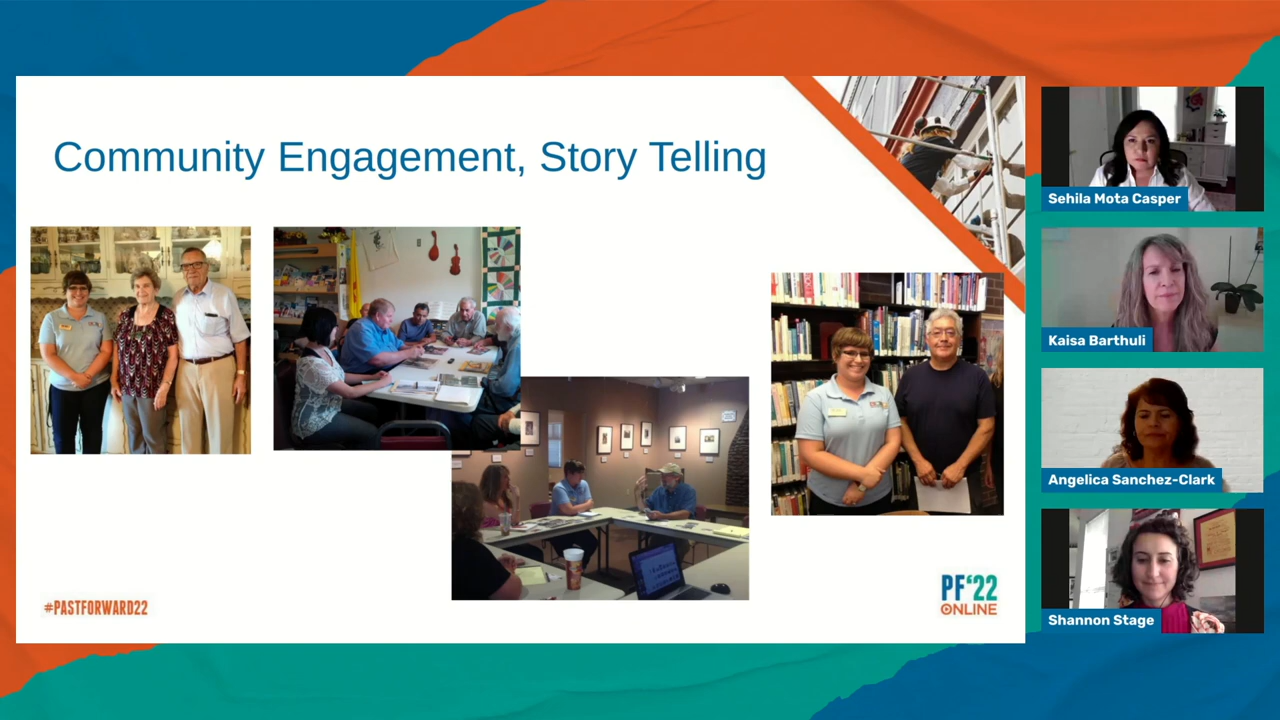 Community Engagement, Story Telling
#PASTFORWARD22
PF'22
ONLINE
Sehila Mota Casper
Kaisa Barthuli
Angelica Sanchez-Clark
Shannon Stage